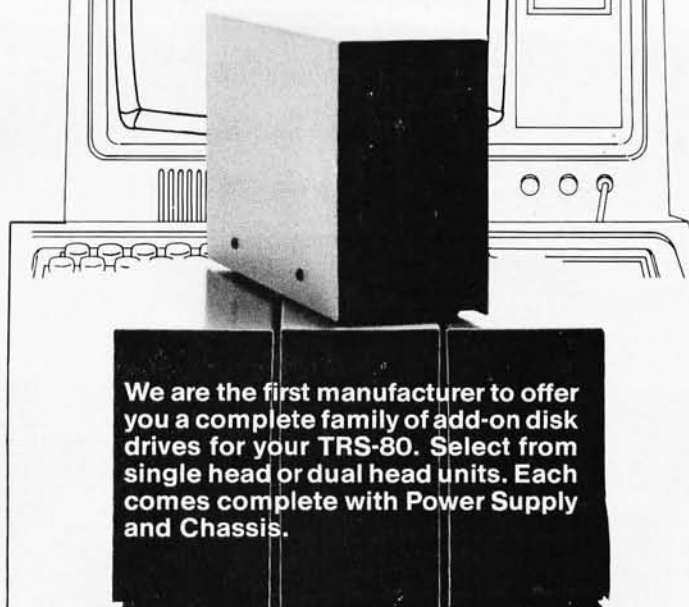 We are the first manufacturer to offer
you a complete family of add-on disk
drives for your TRS-80. Select from
single head or dual head units. Each
comes complete with Power Supply
and Chassis.